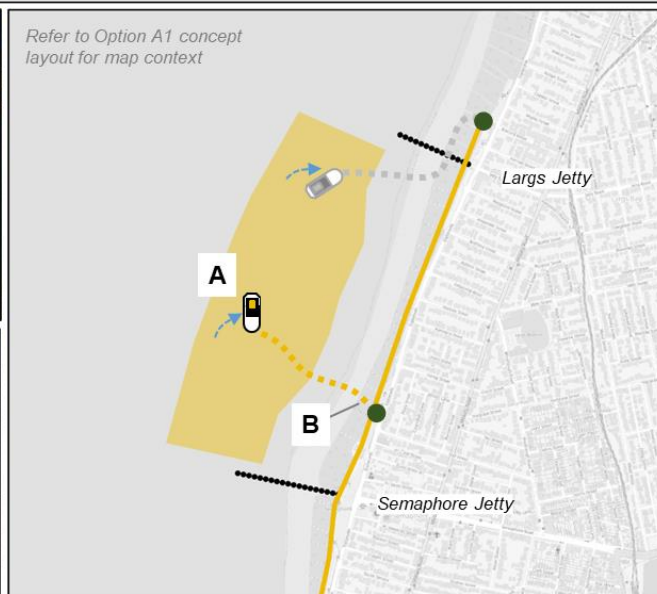 Refer to Option A1 concept
layout for map context
Largs Jetty
A
B
Semaphore Jetty